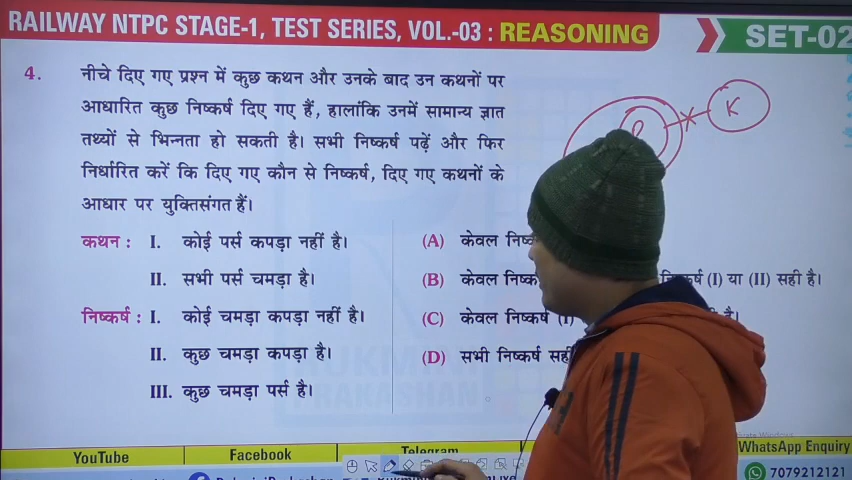 RAILWAY NTPC STAGE-1, TEST SERIES, VOL.-03 : REASONING
SET-02
4. नीचे दिए गए प्रश्न में कुछ कथन और उनके बाद उन कथनों पर
आधारित कुछ निष्कर्ष दिए गए हैं, हालांकि उनमें सामान्य ज्ञात
तथ्यों से भिन्नता हो सकती है। सभी निष्कर्ष पढ़ें और फिर
निर्धारित करें कि दिए गए कौन से निष्कर्ष, दिए गए कथनों के
आधार पर युक्तिसंगत हैं।
K
कथन : I. कोई पर्स कपड़ा नहीं है।
II. सभी पर्स चमड़ा है।
निष्कर्ष : I. कोई चमड़ा कपड़ा नहीं है।
II. कुछ चमड़ा कपड़ा है।
III. कुछ चमड़ा पर्स है।
(A) केवल
(B) केवल निष्कर्ष (I) या (II) सही है।
(C) केवल निष्कर्ष (I) है।
(D) सभी निष्कर्ष
YouTube
Facebook
Telegram
WhatsApp Enquiry
7079212121